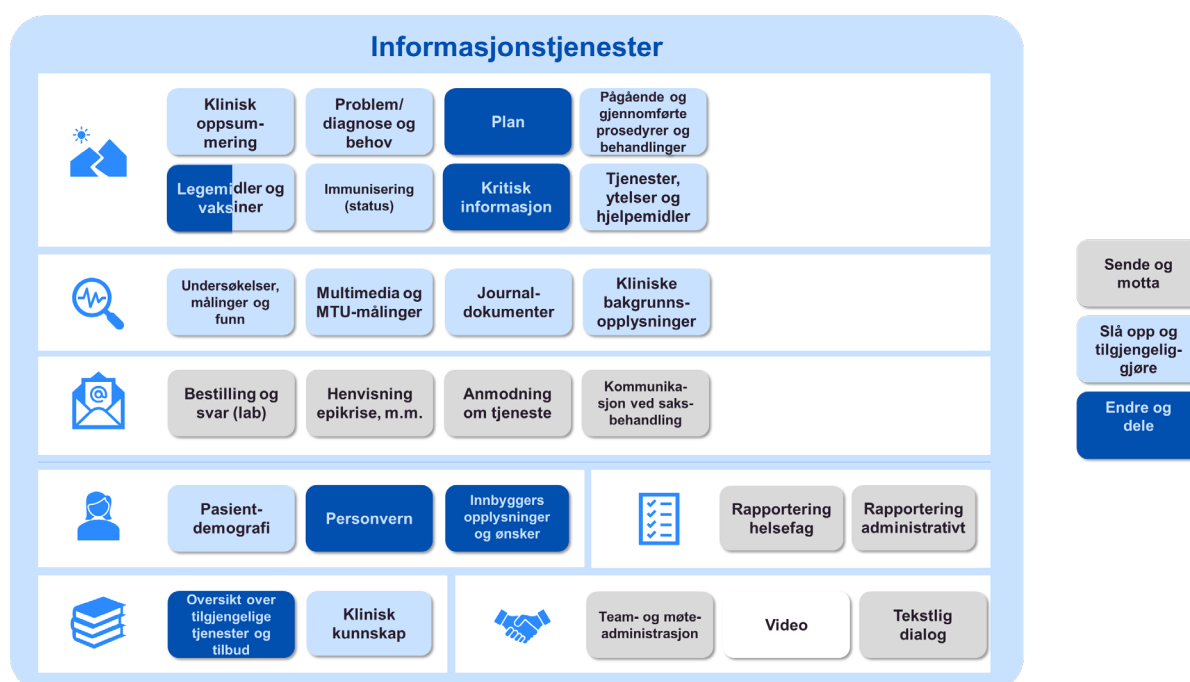 Informasjonstjenester
Klinisk
oppsum-
mering
Problem/
diagnose og
behov
Plan
Pågående og
gjennomførte
prosedyrer og
behandlinger
Legemidler og
vaksiner
Immunisering
(status)
Kritisk
informasjon
Tjenester,
ytelser og
hjelpemidler
Undersøkelser,
målinger og
funn
Multimedia og
MTU-målinger
Journal-
dokumenter
Kliniske
bakgrunns-
opplysninger
@
Bestilling og
svar (lab)
Henvisning
epikrise, m.m.
Anmodning
om tjeneste
Kommunika-
sjon ved saks-
behandling
Pasient-
demografi
Personvern
Innbyggers
opplysninger
og ønsker
Rapportering
helsefag
Rapportering
administrativt
Oversikt over
tilgjengelige
tjenester og
tilbud
Klinisk
kunnskap
Team- og møte-
administrasjon
Video
Tekstlig
dialog
Sende og
motta
Slå opp og
tilgjengelig-
gjøre
Endre og
dele